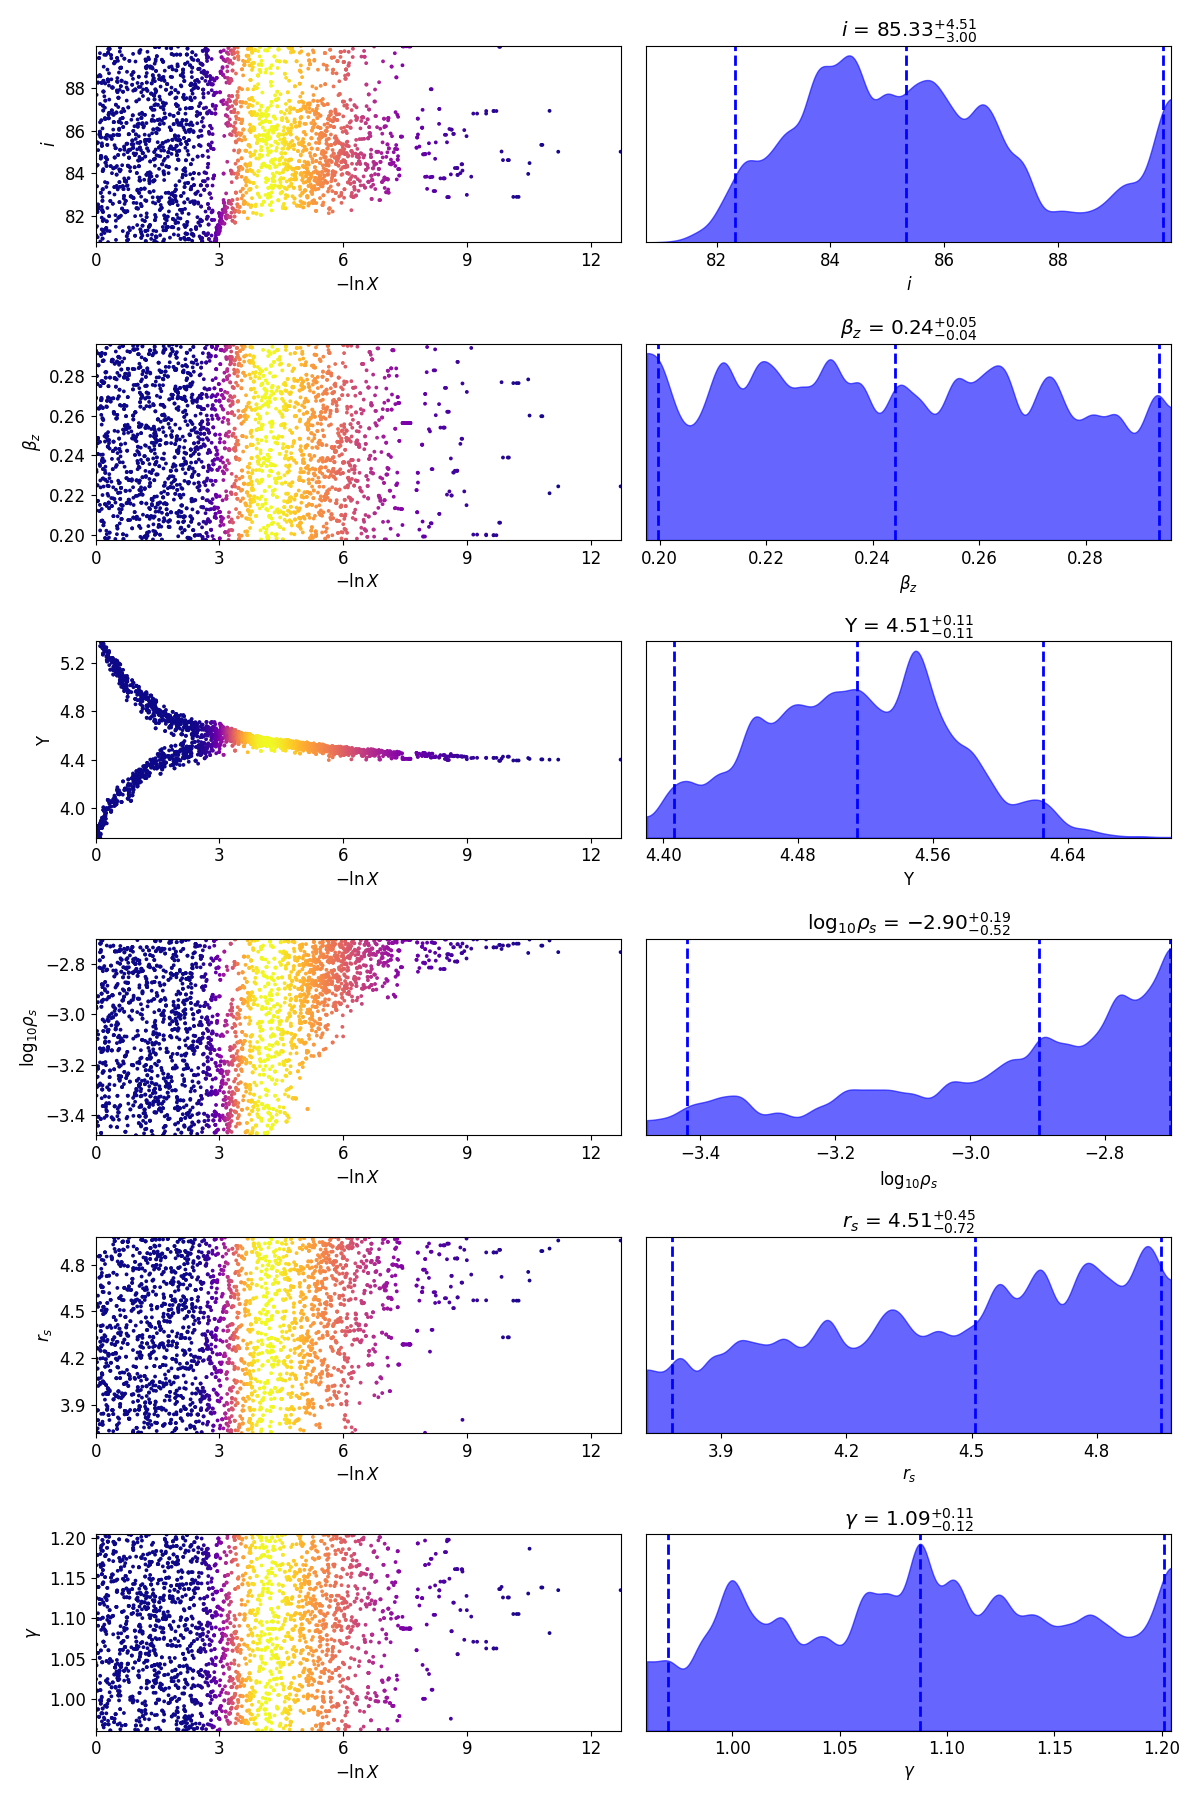 i = 85.33^{+4.51}_{-3.00}
88
86
84
82
i
0 3 6 9 12
−ln X
82 84 86 88
i
β_z = 0.24^{+0.05}_{-0.04}
0.28
0.26
0.24
0.22
0.20
β_z
0 3 6 9 12
−ln X
0.20 0.22 0.24 0.26 0.28
β_z
Y = 4.51^{+0.11}_{-0.11}
5.2
4.8
4.4
4.0
Y
0 3 6 9 12
−ln X
4.40 4.48 4.56 4.64
Y
log₁₀ρ_s = −2.90^{+0.19}_{-0.52}
−2.8
−3.0
−3.2
−3.4
log₁₀ρ_s
0 3 6 9 12
−ln X
−3.4 −3.2 −3.0 −2.8
log₁₀ρ_s
r_s = 4.51^{+0.45}_{-0.72}
4.8
4.5
4.2
3.9
r_s
0 3 6 9 12
−ln X
3.9 4.2 4.5 4.8
r_s
γ = 1.09^{+0.11}_{-0.12}
1.20
1.15
1.10
1.05
1.00
γ
0 3 6 9 12
−ln X
1.00 1.05 1.10 1.15 1.20
γ